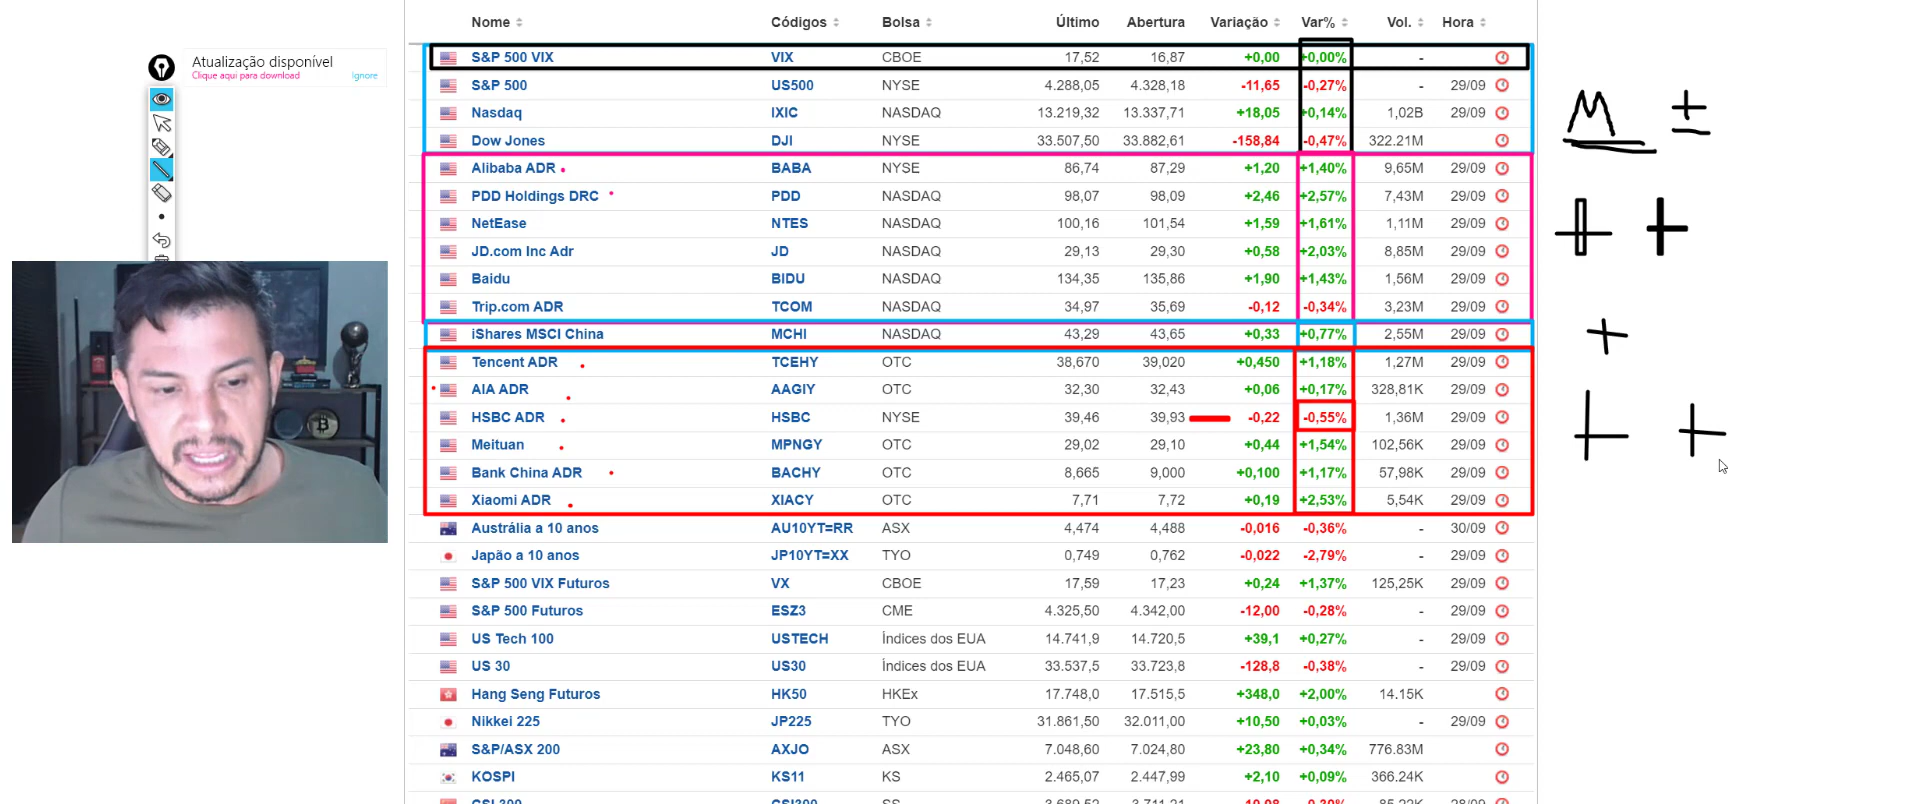 Nome Códigos Bolsa Último Abertura Variação Var% Vol. Hora
Atualização disponível
Clique aqui para download Ignore
S&P 500 VIX VIX CBOE 17,52 16,87 +0,00 +0,00% -
S&P 500 US500 NYSE 4.288,05 4.328,18 -11,65 -0,27% - 29/09
Nasdaq IXIC NASDAQ 13.219,32 13.337,71 +18,05 +0,14% 1,02B 29/09
Dow Jones DJI NYSE 33.507,50 33.882,61 -158,84 -0,47% 322.21M
Alibaba ADR BABA NYSE 86,74 87,29 +1,20 +1,40% 9,65M 29/09
PDD Holdings DRC PDD NASDAQ 98,07 98,09 +2,46 +2,57% 7,43M 29/09
NetEase NTES NASDAQ 100,16 101,54 +1,59 +1,61% 1,11M 29/09
JD.com Inc Adr JD NASDAQ 29,13 29,30 +0,58 +2,03% 8,85M 29/09
Baidu BIDU NASDAQ 134,35 135,86 +1,90 +1,43% 1,56M 29/09
Trip.com ADR TCOM NASDAQ 34,97 35,69 -0,12 -0,34% 3,23M 29/09
iShares MSCI China MCHI NASDAQ 43,29 43,65 +0,33 +0,77% 2,55M 29/09
Tencent ADR TCEHY OTC 38,670 39,020 +0,450 +1,18% 1,27M 29/09
AIA ADR AAGIY OTC 32,30 32,43 +0,06 +0,17% 328,81K 29/09
HSBC ADR HSBC NYSE 39,46 39,93 -0,22 -0,55% 1,36M 29/09
Meituan MPNGY OTC 29,02 29,10 +0,44 +1,54% 102,56K 29/09
Bank China ADR BACHY OTC 8,665 9,000 +0,100 +1,17% 57,98K 29/09
Xiaomi ADR XIACY OTC 7,71 7,72 +0,19 +2,53% 5,54K 29/09
Austrália a 10 anos AU10YT=RR ASX 4,474 4,488 -0,016 -0,36% - 30/09
Japão a 10 anos JP10YT=XX TYO 0,749 0,762 -0,022 -2,79% - 29/09
S&P 500 VIX Futuros VX CBOE 17,59 17,23 +0,24 +1,37% 125,25K 29/09
S&P 500 Futuros ESZ3 CME 4.325,50 4.342,00 -12,00 -0,28% - 29/09
US Tech 100 USTECH Índices dos EUA 14.741,9 14.720,5 +39,1 +0,27% - 29/09
US 30 US30 Índices dos EUA 33.537,5 33.723,8 -128,8 -0,38% - 29/09
Hang Seng Futuros HK50 HKEx 17.748,0 17.515,5 +348,0 +2,00% 14.15K
Nikkei 225 JP225 TYO 31.861,50 32.011,00 +10,50 +0,03% - 29/09
S&P/ASX 200 AXJO ASX 7.048,60 7.024,80 +23,80 +0,34% 776.83M
KOSPI KS11 KS 2.465,07 2.447,99 +2,10 +0,09% 366.24K
M ±
+ +
+
+ +